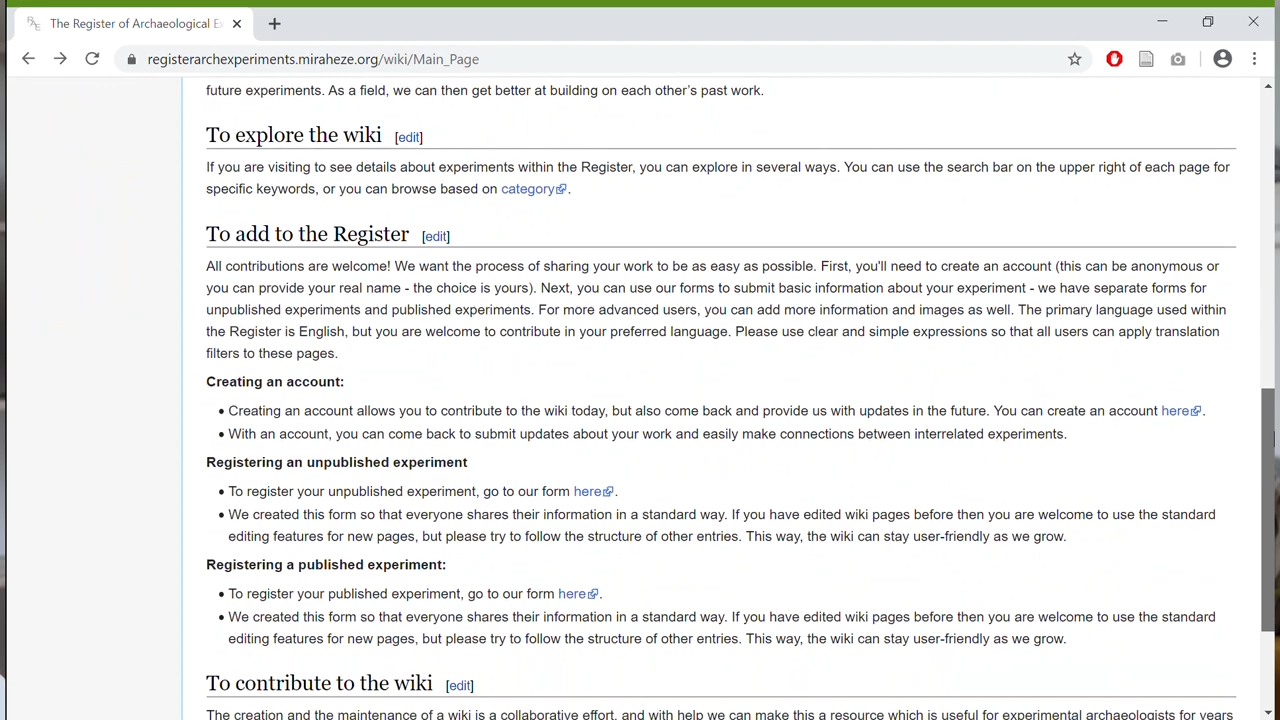 The Register of Archaeological E
registerarchexperiments.miraheze.org/wiki/Main_Page
future experiments. As a field, we can then get better at building on each other's past work.
To explore the wiki [edit]
If you are visiting to see details about experiments within the Register, you can explore in several ways. You can use the search bar on the upper right of each page for
specific keywords, or you can browse based on category.
To add to the Register [edit]
All contributions are welcome! We want the process of sharing your work to be as easy as possible. First, you'll need to create an account (this can be anonymous or
you can provide your real name - the choice is yours). Next, you can use our forms to submit basic information about your experiment - we have separate forms for
unpublished experiments and published experiments. For more advanced users, you can add more information and images as well. The primary language used within
the Register is English, but you are welcome to contribute in your preferred language. Please use clear and simple expressions so that all users can apply translation
filters to these pages.
Creating an account:
• Creating an account allows you to contribute to the wiki today, but also come back and provide us with updates in the future. You can create an account here.
• With an account, you can come back to submit updates about your work and easily make connections between interrelated experiments.
Registering an unpublished experiment
• To register your unpublished experiment, go to our form here.
• We created this form so that everyone shares their information in a standard way. If you have edited wiki pages before then you are welcome to use the standard
editing features for new pages, but please try to follow the structure of other entries. This way, the wiki can stay user-friendly as we grow.
Registering a published experiment:
• To register your published experiment, go to our form here.
• We created this form so that everyone shares their information in a standard way. If you have edited wiki pages before then you are welcome to use the standard
editing features for new pages, but please try to follow the structure of other entries. This way, the wiki can stay user-friendly as we grow.
To contribute to the wiki [edit]
The creation and the maintenance of a wiki is a collaborative effort, and with help we can make this a resource which is useful for experimental archaeologists for years